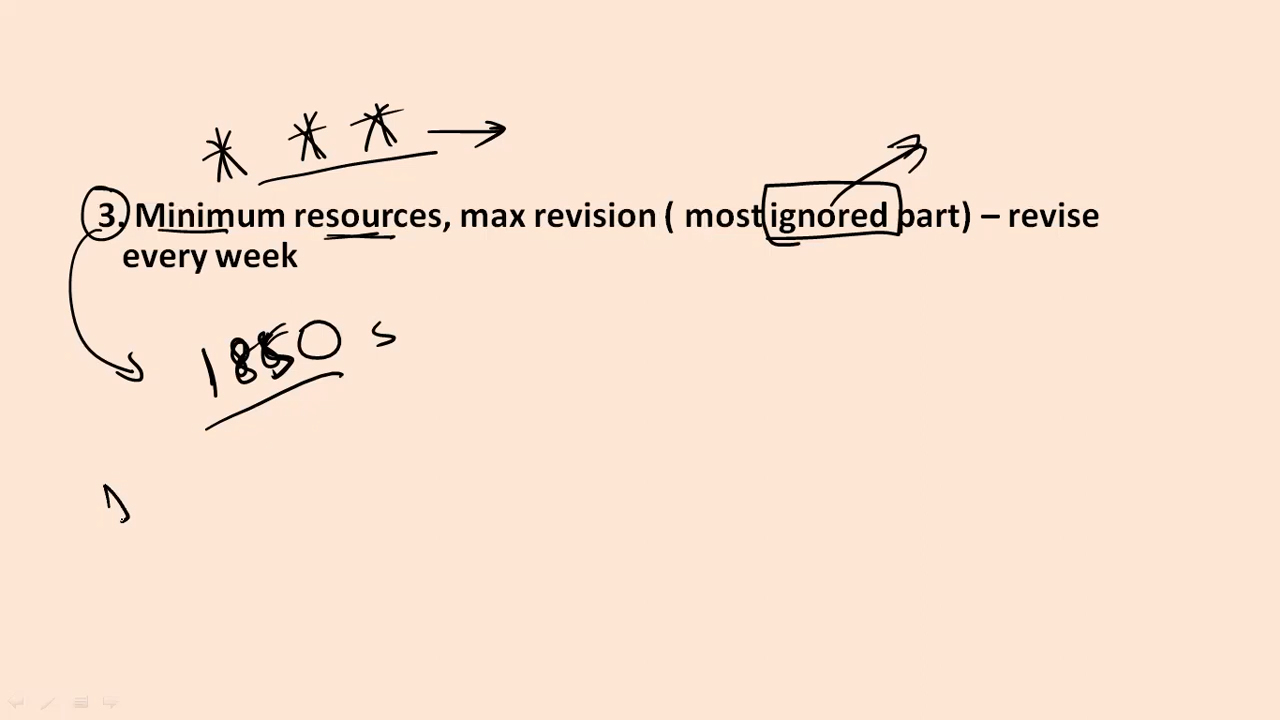 3. Minimum resources, max revision ( most ignored part) – revise
every week
1850 s